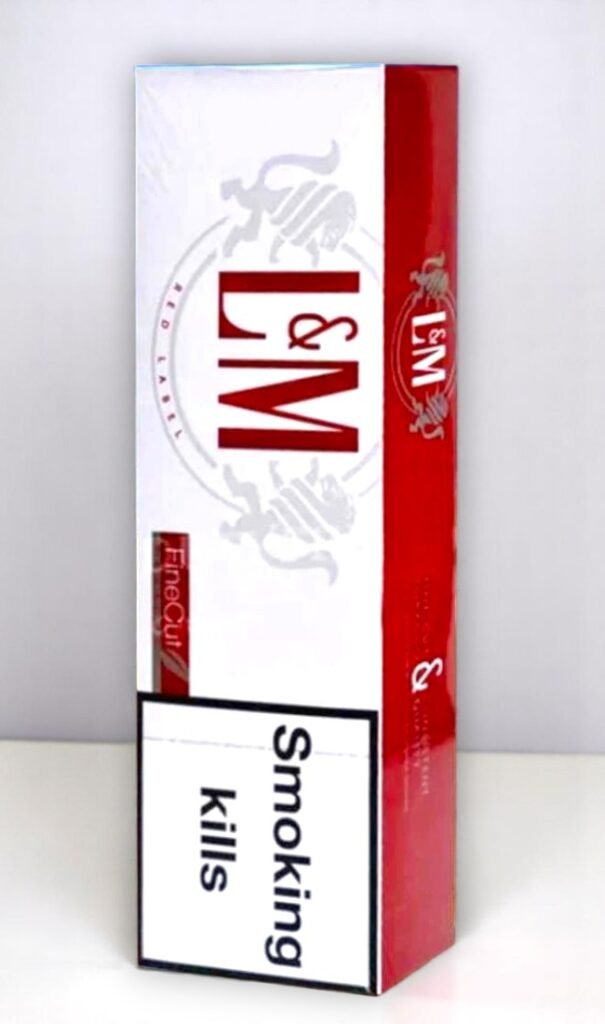 L&M
RED LABEL
FineCut
Smoking
kills
L&M
&